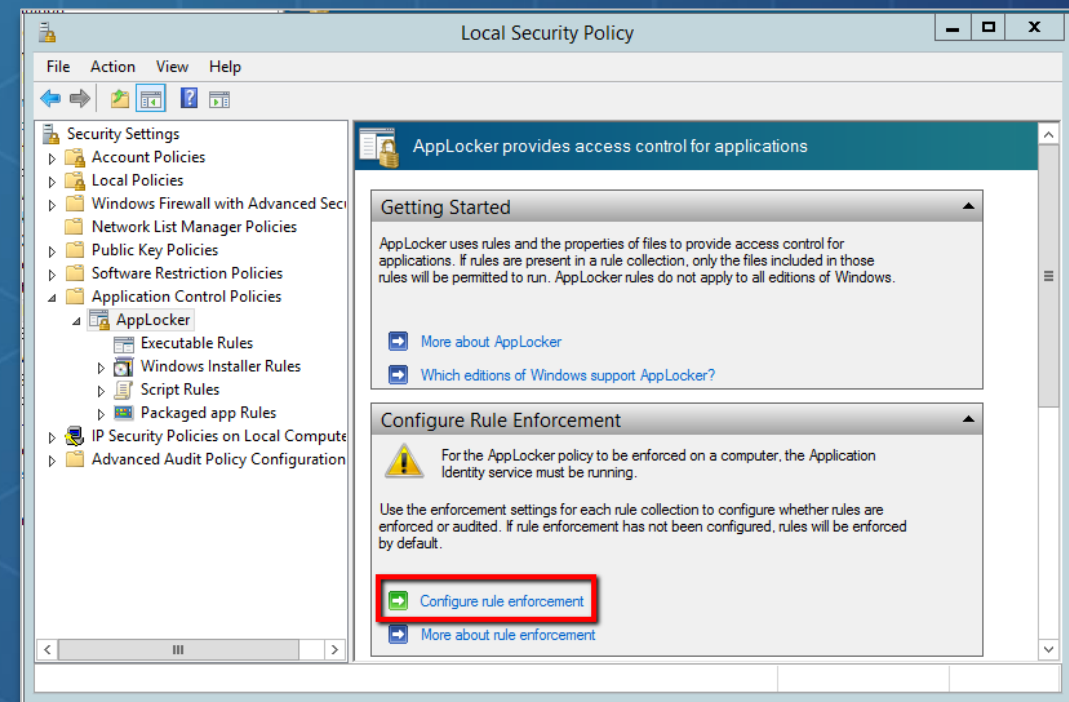 Local Security Policy
File Action View Help
Security Settings
Account Policies
Local Policies
Windows Firewall with Advanced Secu
Network List Manager Policies
Public Key Policies
Software Restriction Policies
Application Control Policies
AppLocker
Executable Rules
Windows Installer Rules
Script Rules
Packaged app Rules
IP Security Policies on Local Compute
Advanced Audit Policy Configuration
AppLocker provides access control for applications
Getting Started
AppLocker uses rules and the properties of files to provide access control for
applications. If rules are present in a rule collection, only the files included in those
rules will be permitted to run. AppLocker rules do not apply to all editions of Windows.
More about AppLocker
Which editions of Windows support AppLocker?
Configure Rule Enforcement
For the AppLocker policy to be enforced on a computer, the Application
Identity service must be running.
Use the enforcement settings for each rule collection to configure whether rules are
enforced or audited. If rule enforcement has not been configured, rules will be enforced
by default.
Configure rule enforcement
More about rule enforcement